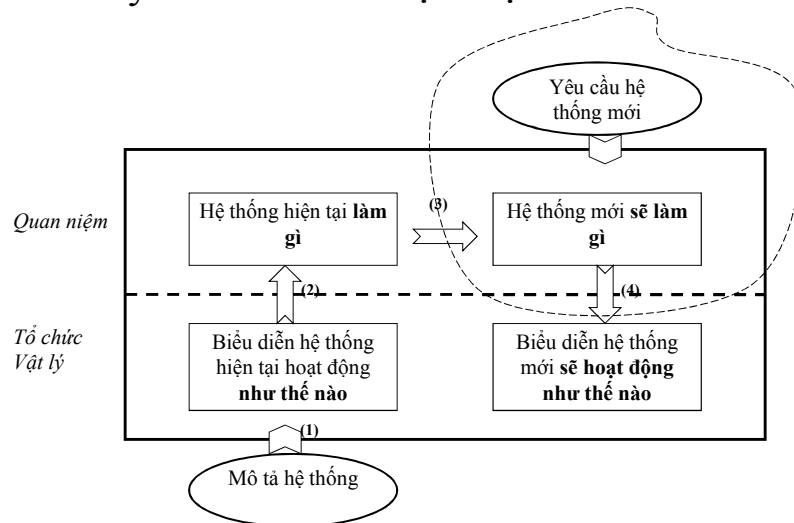 Yêu cầu hệ
thống mới
Quan niệm
Hệ thống hiện tại làm
gì
(3)
Hệ thống mới sẽ làm
gì
(2)
(4)
Tổ chức
Vật lý
Biểu diễn hệ thống
hiện tại hoạt động
như thế nào
Biểu diễn hệ thống
mới sẽ hoạt động
như thế nào
(1)
Mô tả hệ thống